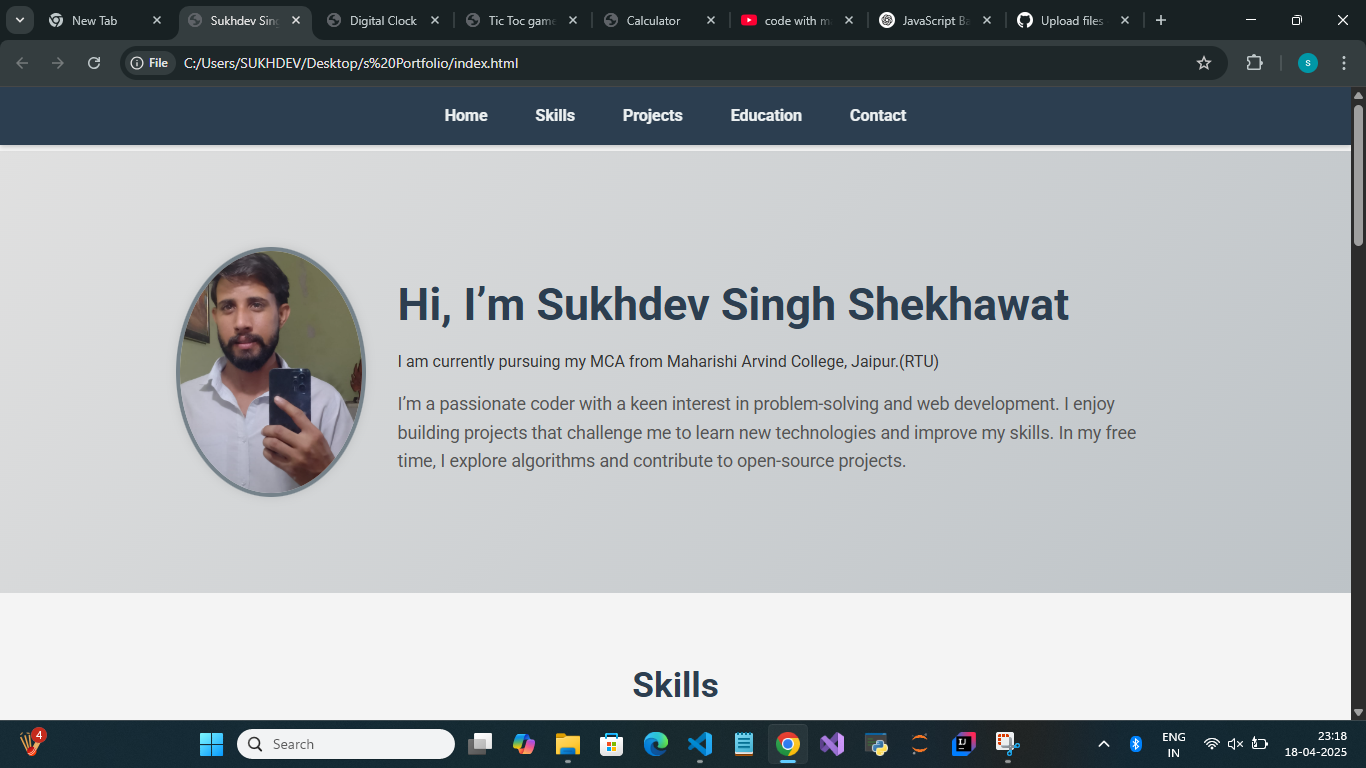 New Tab
Sukhdev Sin
Digital Clock
Tic Toc game
Calculator
code with m
JavaScript Ba
Upload files
File
C:/Users/SUKHDEV/Desktop/s%20Portfolio/index.html
s
Home
Skills
Projects
Education
Contact
Hi, I’m Sukhdev Singh Shekhawat
I am currently pursuing my MCA from Maharishi Arvind College, Jaipur.(RTU)
I’m a passionate coder with a keen interest in problem-solving and web development. I enjoy
building projects that challenge me to learn new technologies and improve my skills. In my free
time, I explore algorithms and contribute to open-source projects.
Skills
4
Search
IJ
ENG
IN
23:18
18-04-2025